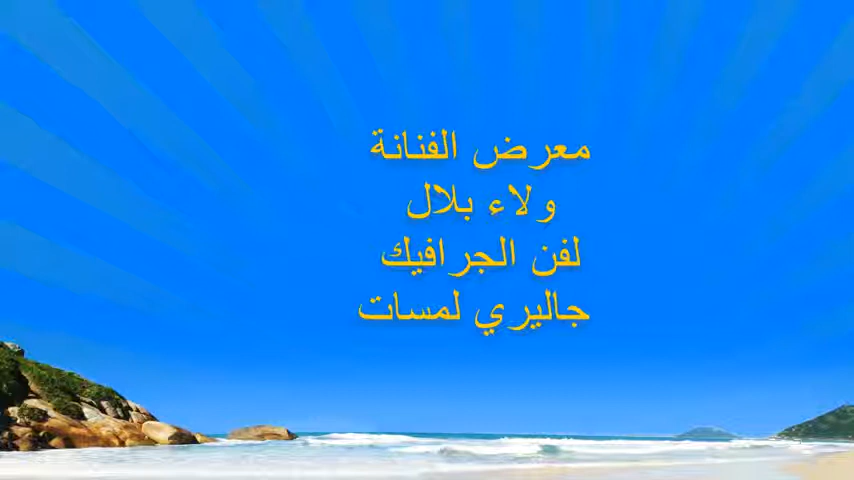 معرض الفنانة
ولاء بلال
لفن الجرافيك
جاليري لمسات